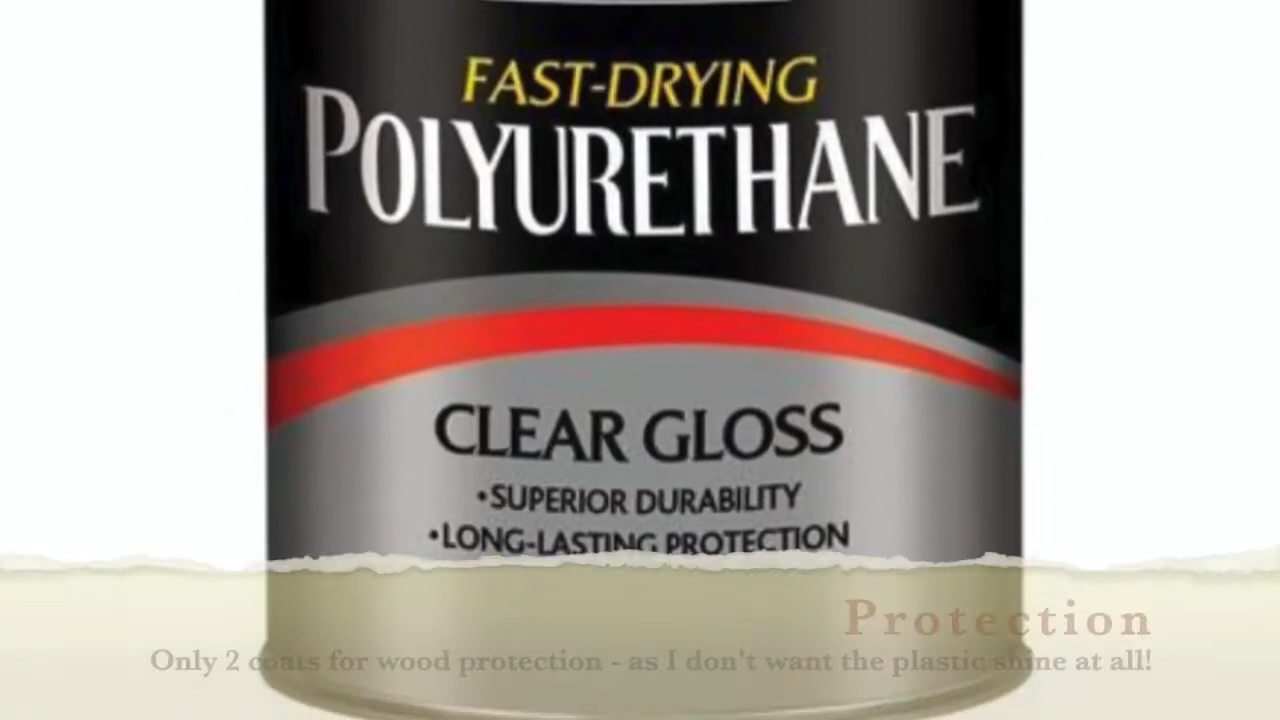 FAST-DRYING
POLYURETHANE
CLEAR GLOSS
•SUPERIOR DURABILITY
•LONG-LASTING PROTECTION
Protection
Only 2 coats for wood protection - as I don't want the plastic shine at all!